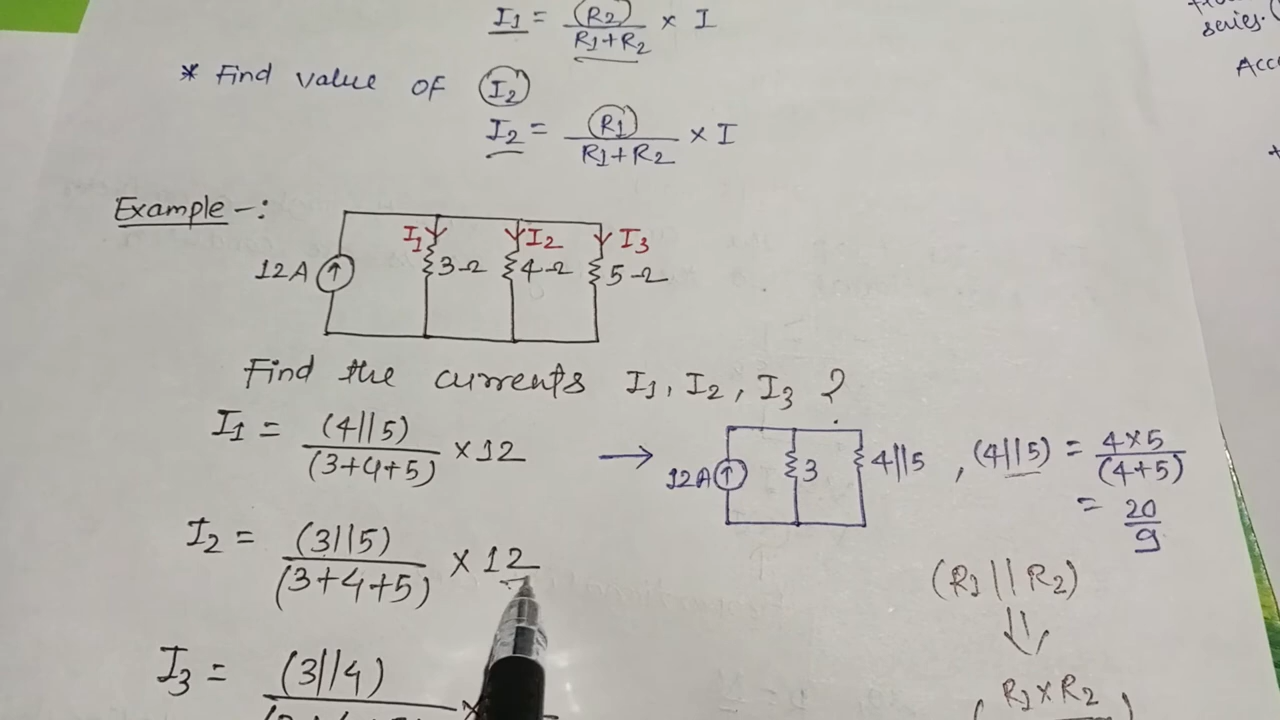 I1 = (R2) / R1+R2 × I
* Find value of (I2)
I2 = (R1) / R1+R2 × I
series.
Acc
Example -:
I1 I2 I3
12A 3Ω 4Ω 5Ω
Find the currents I1, I2, I3 ?
I1 = (4||5) / (3+4+5) × 12 → 12A 3 4||5 , (4||5) = 4×5 / (4+5)
= 20 / 9
I2 = (3||5) / (3+4+5) × 12
(R1||R2)
⇓
I3 = (3||4)
R1×R2